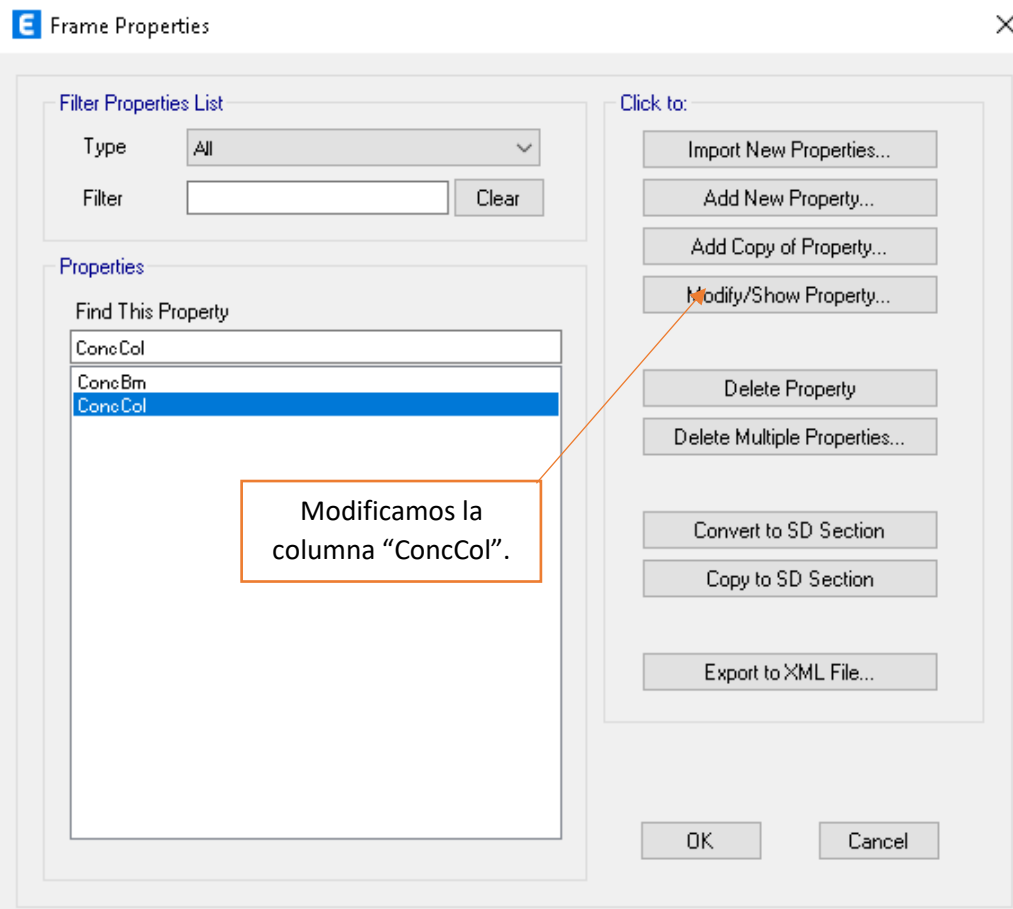 E Frame Properties
Filter Properties List
Type All
Filter Clear
Properties
Find This Property
ConcCol
ConcBm
ConcCol
Modificamos la
columna “ConcCol”.
Click to:
Import New Properties...
Add New Property...
Add Copy of Property...
Modify/Show Property...
Delete Property
Delete Multiple Properties...
Convert to SD Section
Copy to SD Section
Export to XML File...
OK Cancel